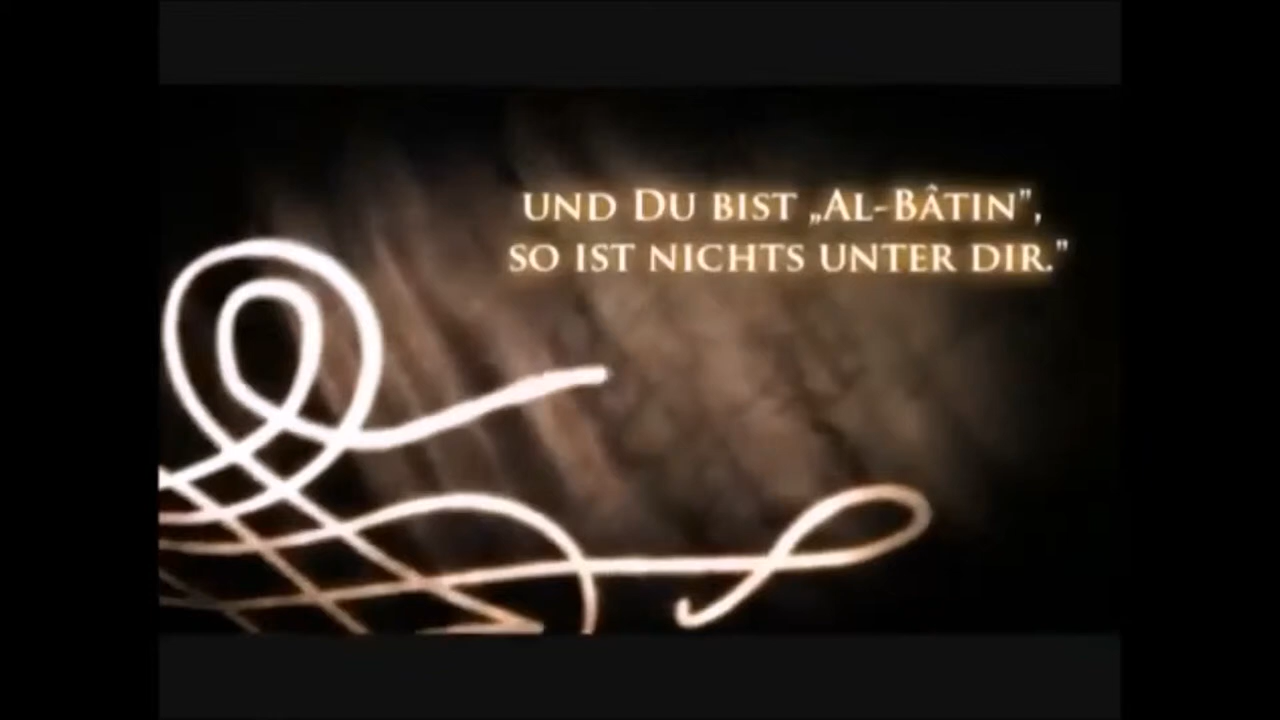 und Du bist „Al-Bâtin",
so ist nichts unter dir."